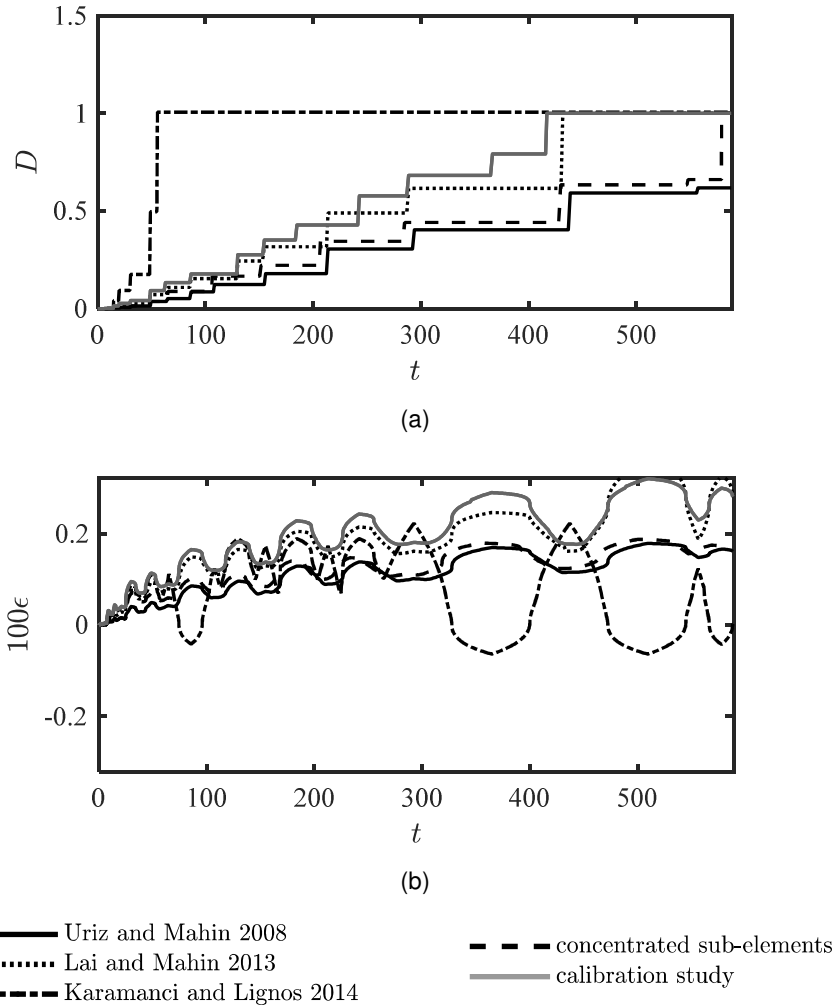 1.5
1
0.5
0
D
0 100 200 300 400 500
t
(a)
0.2
0
-0.2
100ϵ
0 100 200 300 400 500
t
(b)
Uriz and Mahin 2008
Lai and Mahin 2013
Karamanci and Lignos 2014
concentrated sub-elements
calibration study